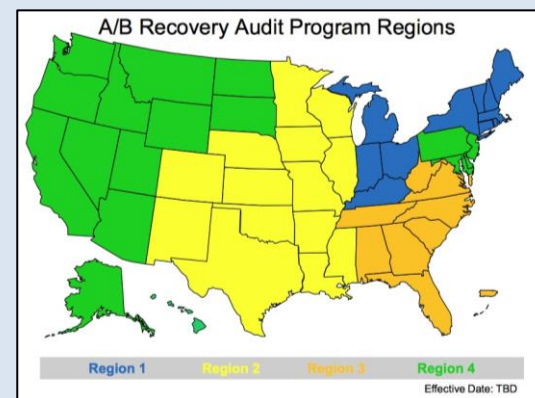 A/B Recovery Audit Program Regions
Region 1 Region 2 Region 3 Region 4
Effective Date: TBD